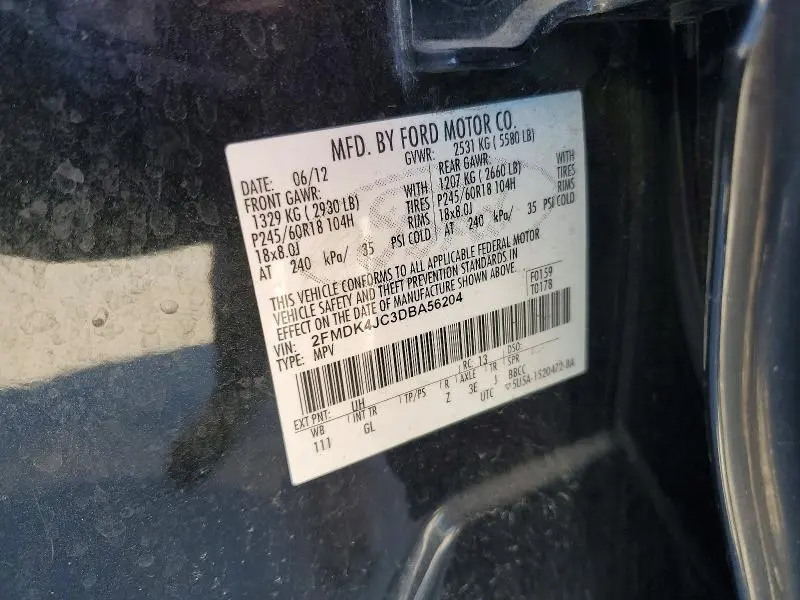 MFD. BY FORD MOTOR CO.
DATE: 06/12 GVWR: 2531 KG ( 5580 LB)
FRONT GAWR: REAR GAWR:
1329 KG ( 2930 LB) WITH 1207 KG ( 2660 LB) WITH
P245/60R18 104H TIRES P245/60R18 104H TIRES
18x8.0J RIMS 18x8.0J RIMS
AT 240 kPa/ 35 PSI COLD AT 240 kPa/ 35 PSI COLD
THIS VEHICLE CONFORMS TO ALL APPLICABLE FEDERAL MOTOR
VEHICLE SAFETY AND THEFT PREVENTION STANDARDS IN
EFFECT ON THE DATE OF MANUFACTURE SHOWN ABOVE.
F0159
T0178
VIN: 2FMDK4JC3DBA56204
TYPE: MPV
EXT PNT: UH RC: 13 DSO:
WB INT TR TP/PS R AXLE TR SPR
111 GL Z 3E J BBCC
UTC